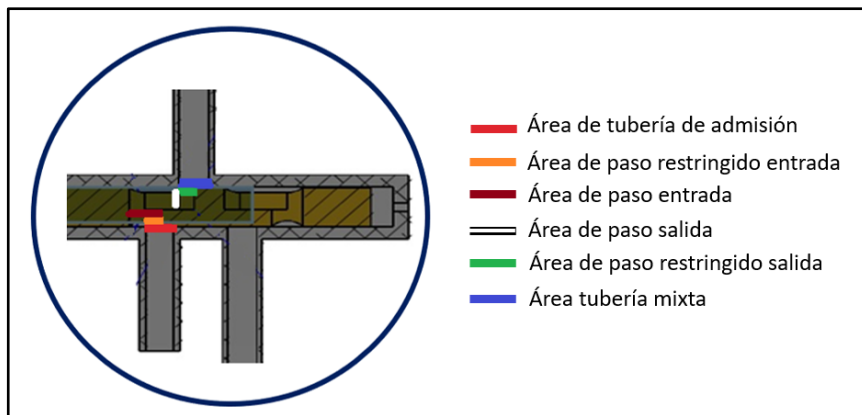 Área de tubería de admisión
Área de paso restringido entrada
Área de paso entrada
Área de paso salida
Área de paso restringido salida
Área tubería mixta